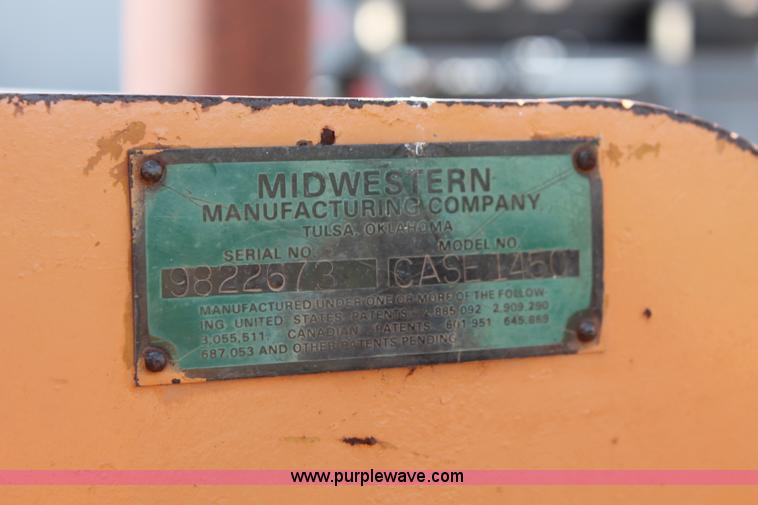 MIDWESTERN
MANUFACTURING COMPANY
TULSA, OKLAHOMA
SERIAL NO. MODEL NO.
9822673 CASE 1450
MANUFACTURED UNDER ONE OR MORE OF THE FOLLOW-
ING UNITED STATES PATENTS 2,885,092 2,909,290
3,055,511, CANADIAN PATENTS 601,951 645,869
687,053 AND OTHER PATENTS PENDING
www.purplewave.com